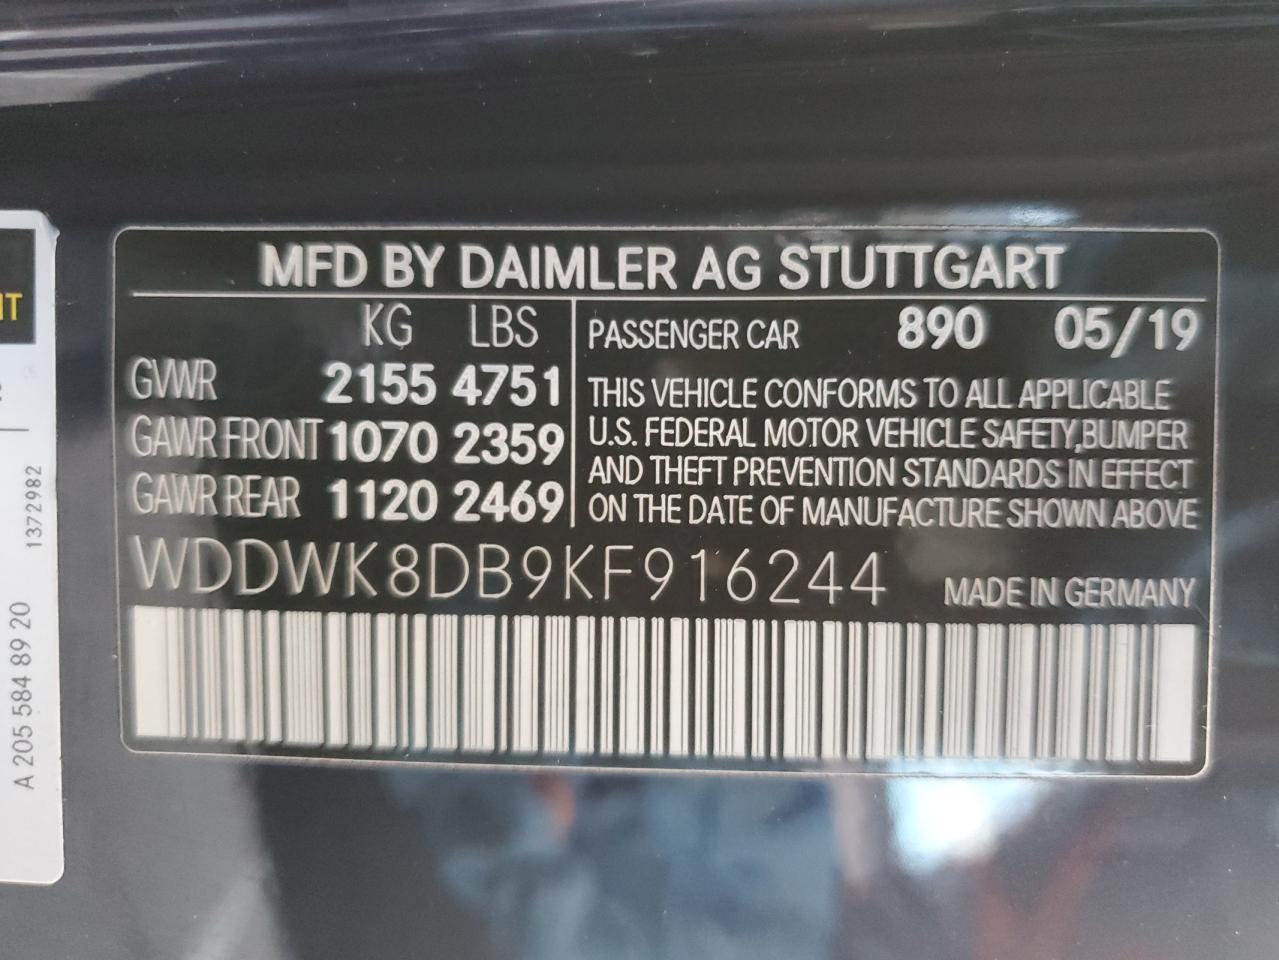 MFD BY DAIMLER AG STUTTGART
KG LBS
GVWR 2155 4751
GAWR FRONT 1070 2359
GAWR REAR 1120 2469
PASSENGER CAR 890 05/19
THIS VEHICLE CONFORMS TO ALL APPLICABLE
U.S. FEDERAL MOTOR VEHICLE SAFETY,BUMPER
AND THEFT PREVENTION STANDARDS IN EFFECT
ON THE DATE OF MANUFACTURE SHOWN ABOVE
WDDWK8DB9KF916244 MADE IN GERMANY
A 205 584 89 20
1372982